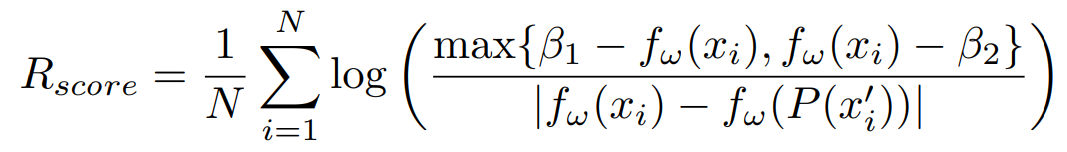 R_{score} = \frac{1}{N} \sum_{i=1}^{N} \log \left( \frac{\max\{\beta_1 - f_\omega(x_i), f_\omega(x_i) - \beta_2\}}{|f_\omega(x_i) - f_\omega(P(x'_i))|} \right)